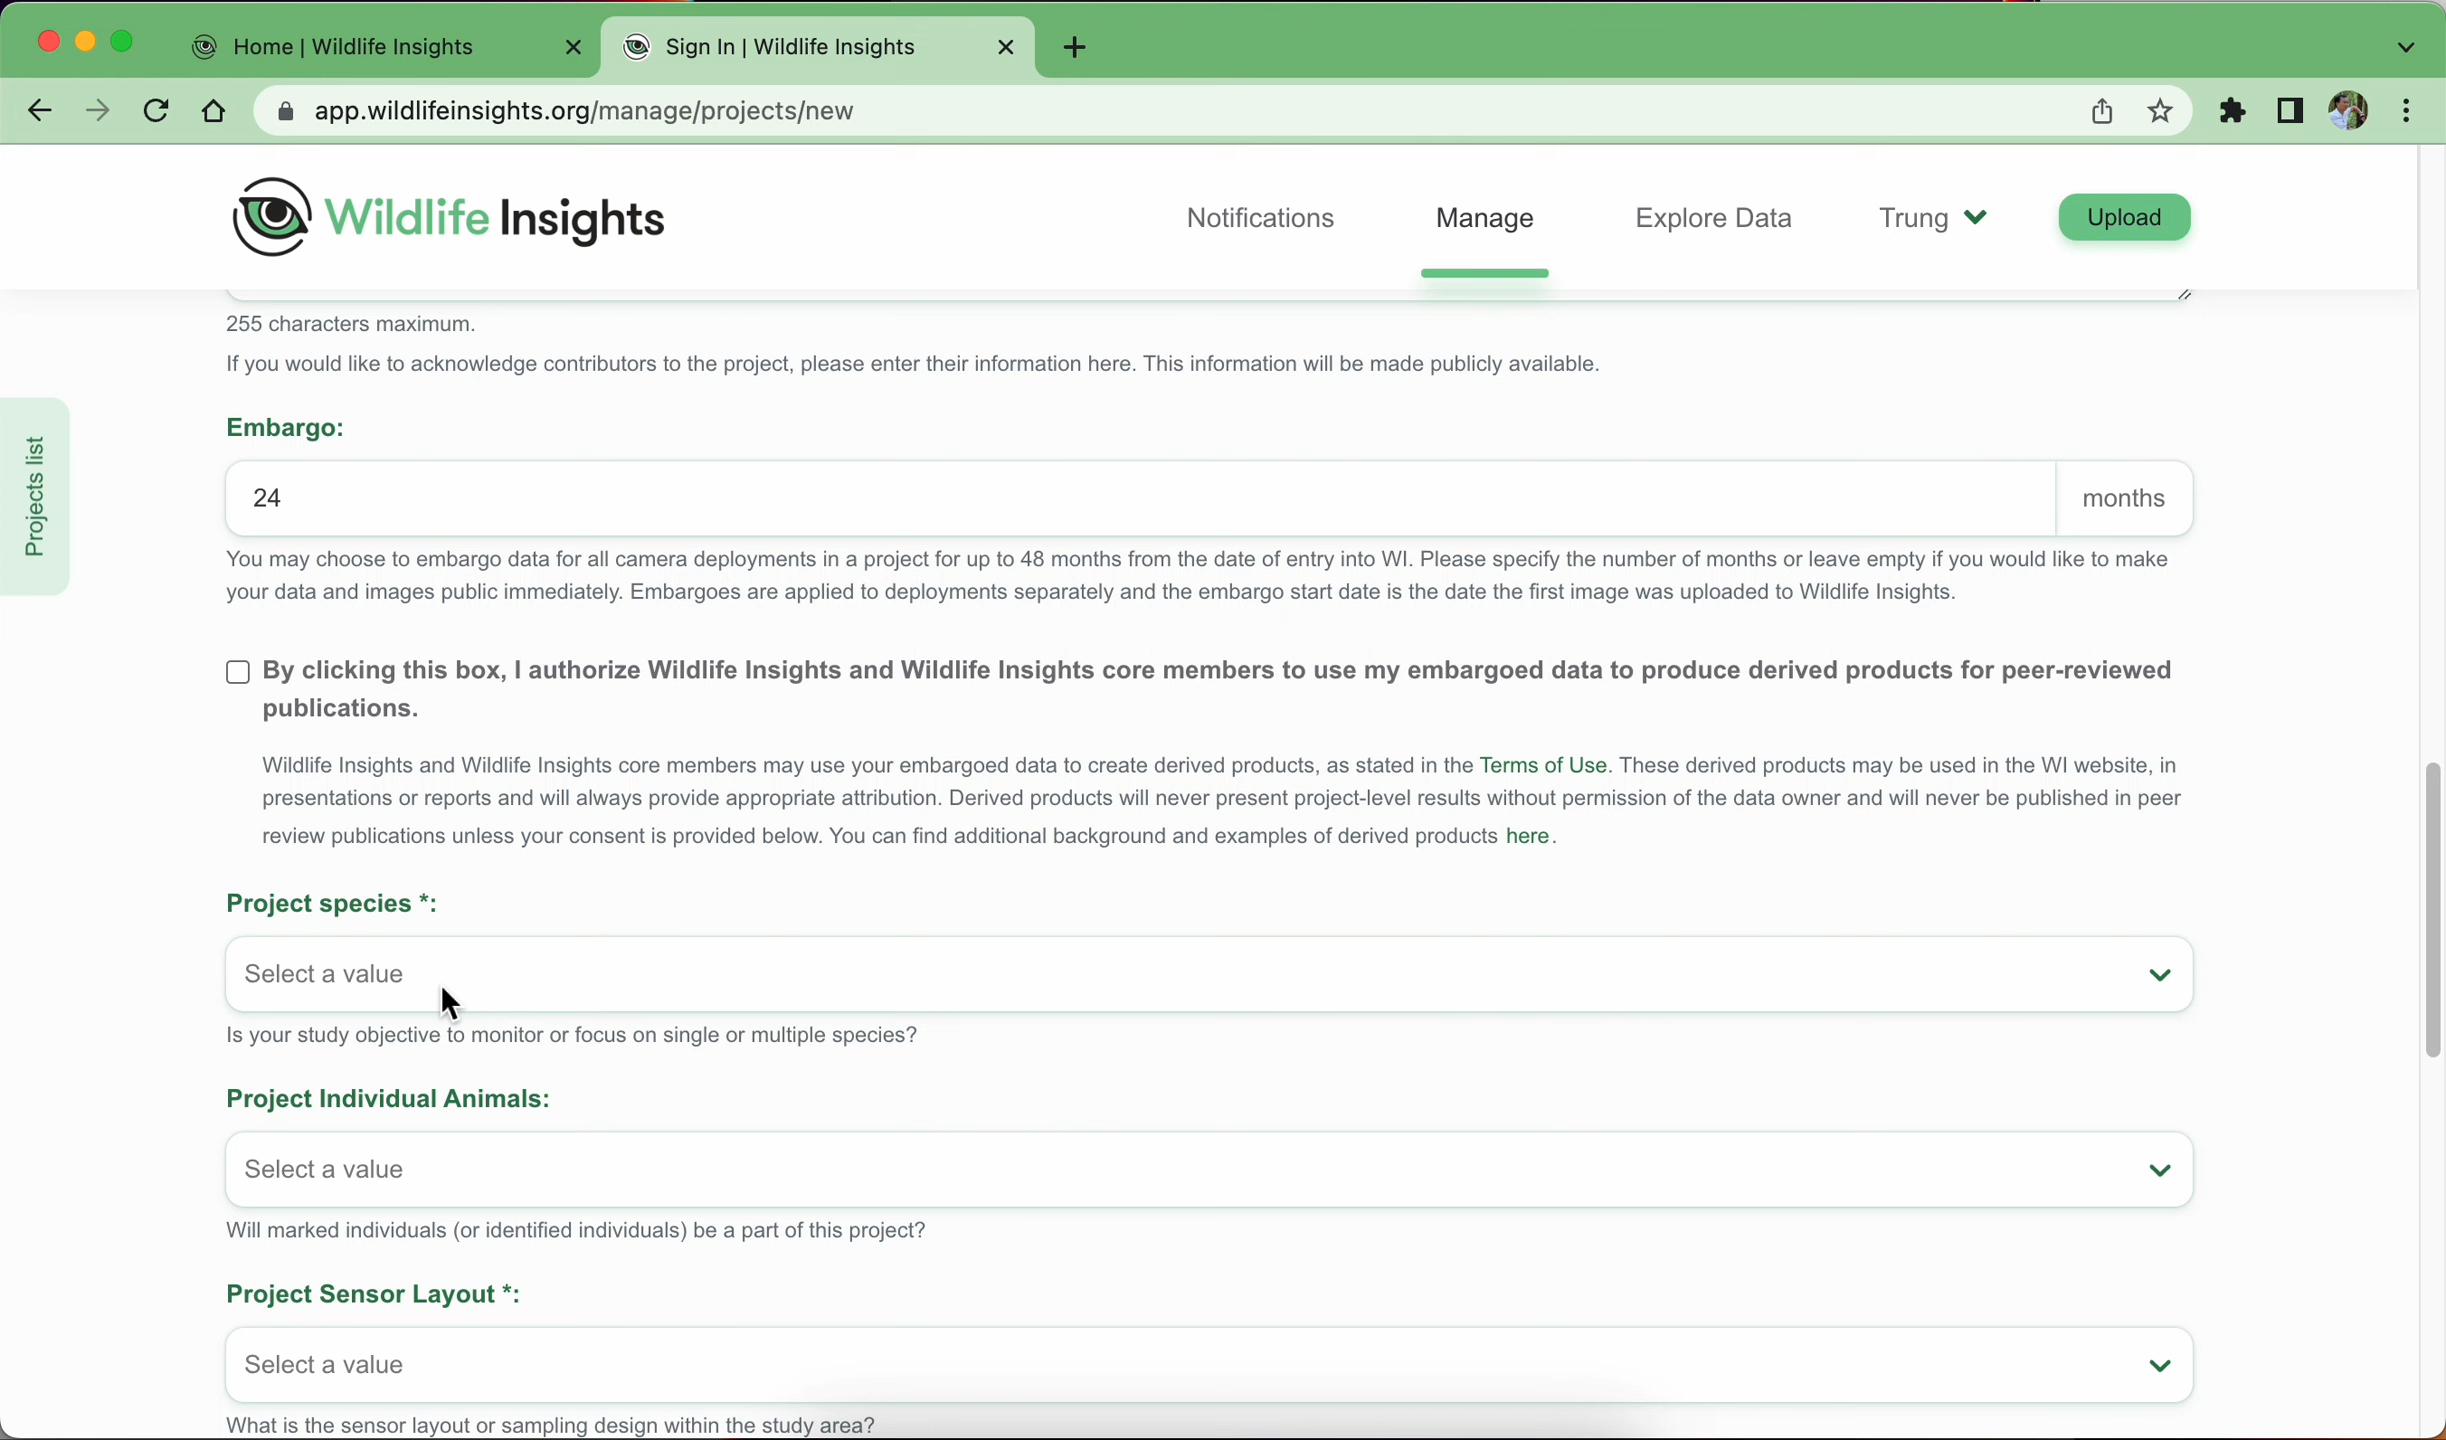 Home | Wildlife Insights
Sign In | Wildlife Insights
app.wildlifeinsights.org/manage/projects/new
Wildlife Insights
Notifications
Manage
Explore Data
Trung
Upload
255 characters maximum.
If you would like to acknowledge contributors to the project, please enter their information here. This information will be made publicly available.
Projects list
Embargo:
24
months
You may choose to embargo data for all camera deployments in a project for up to 48 months from the date of entry into WI. Please specify the number of months or leave empty if you would like to make
your data and images public immediately. Embargoes are applied to deployments separately and the embargo start date is the date the first image was uploaded to Wildlife Insights.
By clicking this box, I authorize Wildlife Insights and Wildlife Insights core members to use my embargoed data to produce derived products for peer-reviewed
publications.
Wildlife Insights and Wildlife Insights core members may use your embargoed data to create derived products, as stated in the Terms of Use. These derived products may be used in the WI website, in
presentations or reports and will always provide appropriate attribution. Derived products will never present project-level results without permission of the data owner and will never be published in peer
review publications unless your consent is provided below. You can find additional background and examples of derived products here.
Project species *:
Select a value
Is your study objective to monitor or focus on single or multiple species?
Project Individual Animals:
Select a value
Will marked individuals (or identified individuals) be a part of this project?
Project Sensor Layout *:
Select a value
What is the sensor layout or sampling design within the study area?